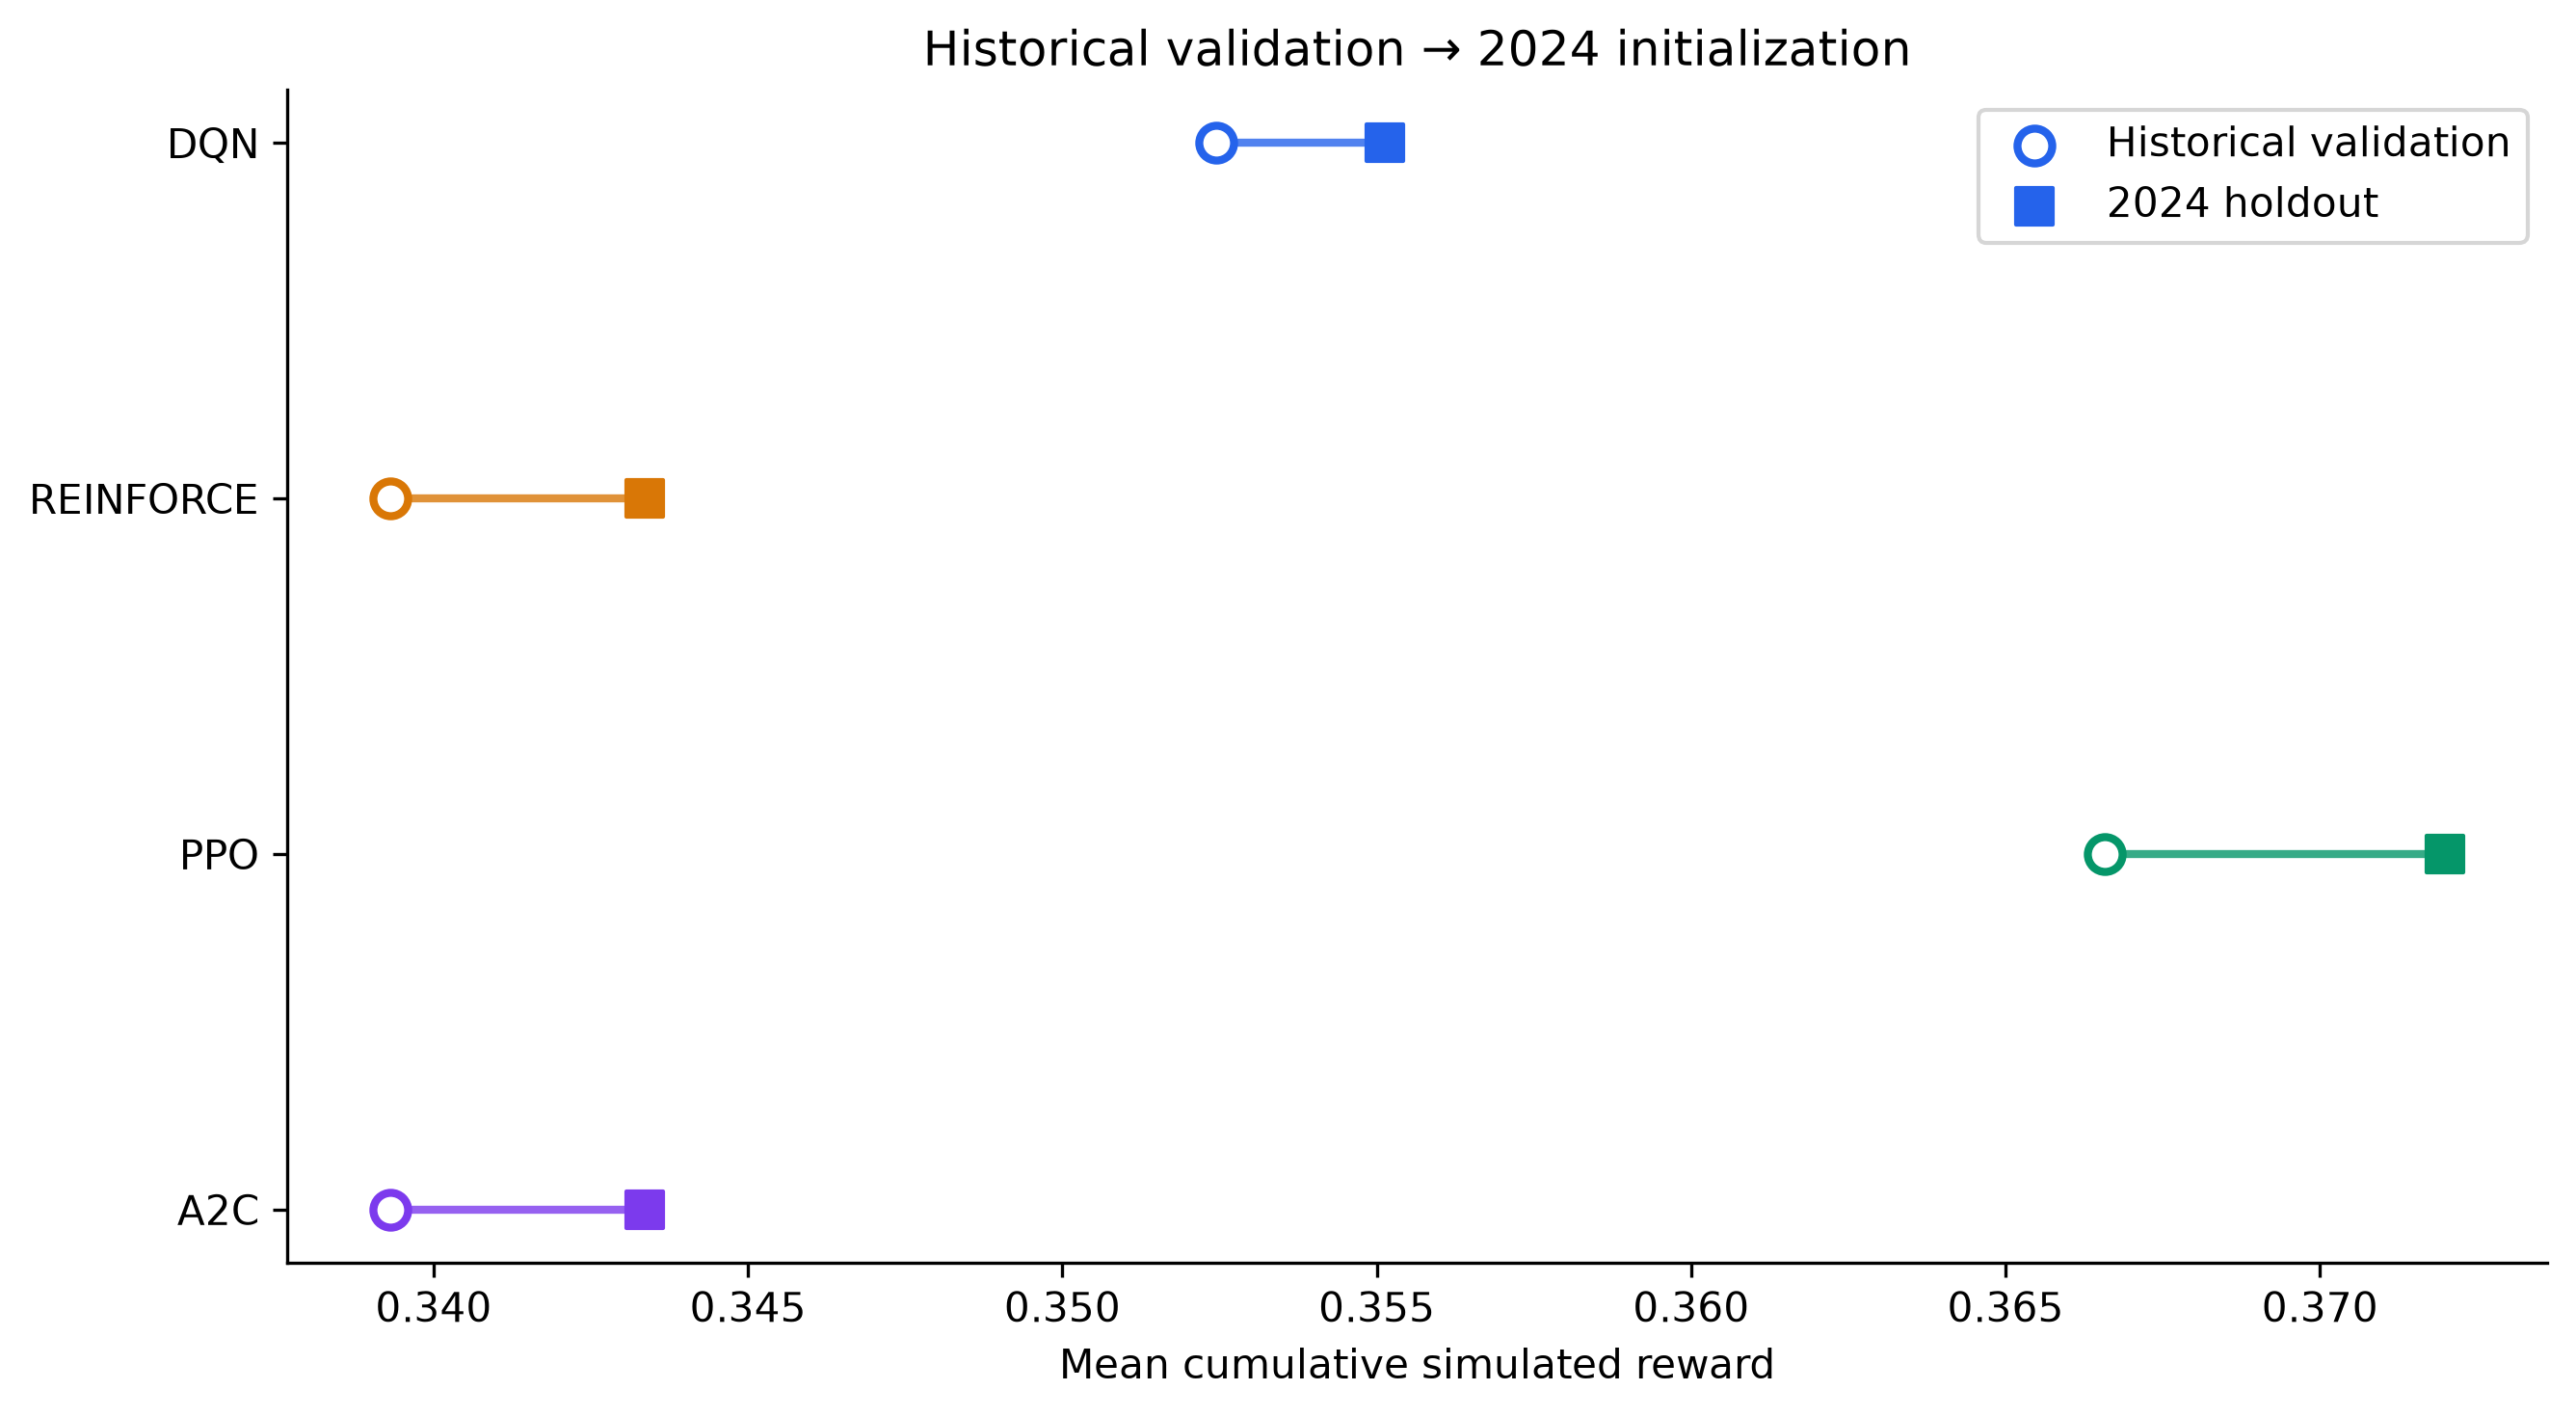 Historical validation → 2024 initialization
DQN
REINFORCE
PPO
A2C
Historical validation
2024 holdout
0.340 0.345 0.350 0.355 0.360 0.365 0.370
Mean cumulative simulated reward